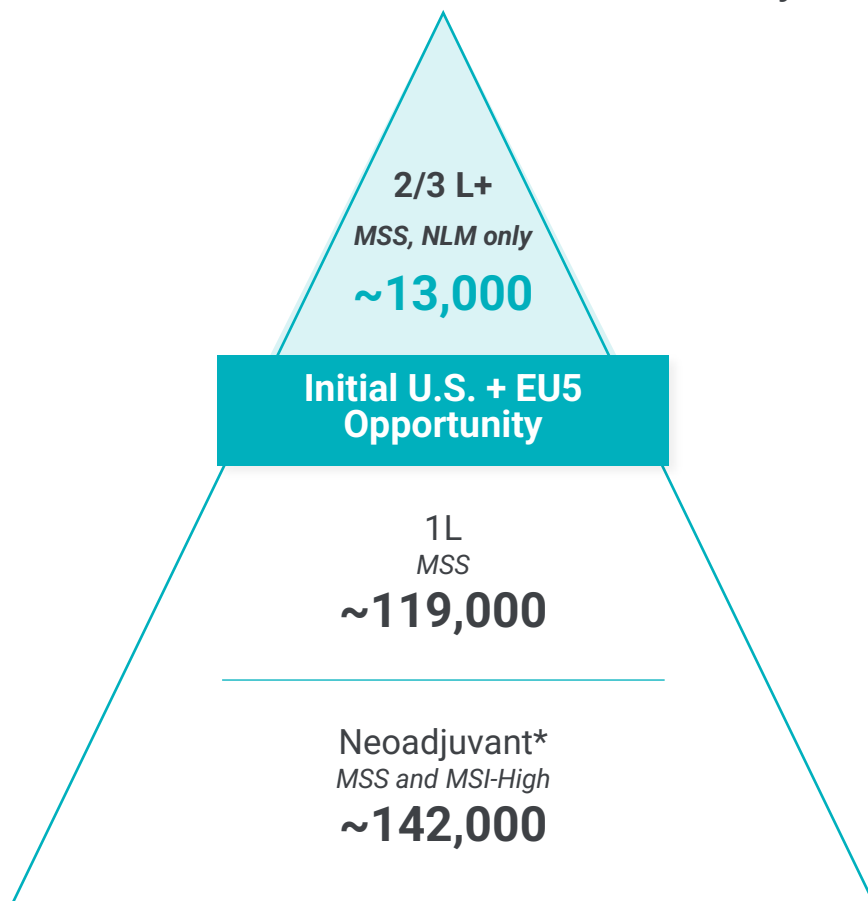 2/3 L+
MSS, NLM only
~13,000
Initial U.S. + EU5
Opportunity
1L
MSS
~119,000
Neoadjuvant*
MSS and MSI-High
~142,000